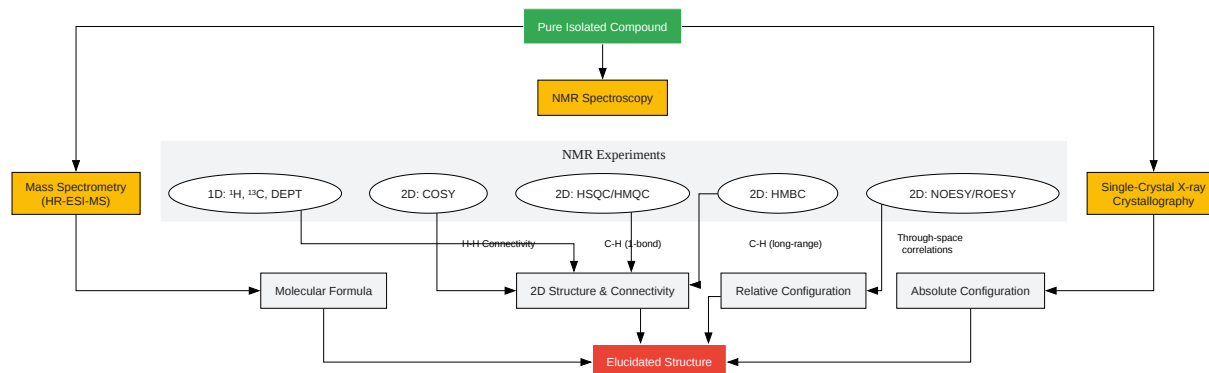 Pure Isolated Compound
NMR Spectroscopy
NMR Experiments
Mass Spectrometry
(HR-ESI-MS)
1D: ¹H, ¹³C, DEPT
2D: COSY
2D: HSQC/HMQC
2D: HMBC
2D: NOESY/ROESY
Single-Crystal X-ray
Crystallography
H-H Connectivity
C-H (1-bond)
C-H (long-range)
Through-space
correlations
Molecular Formula
2D Structure & Connectivity
Relative Configuration
Absolute Configuration
Elucidated Structure